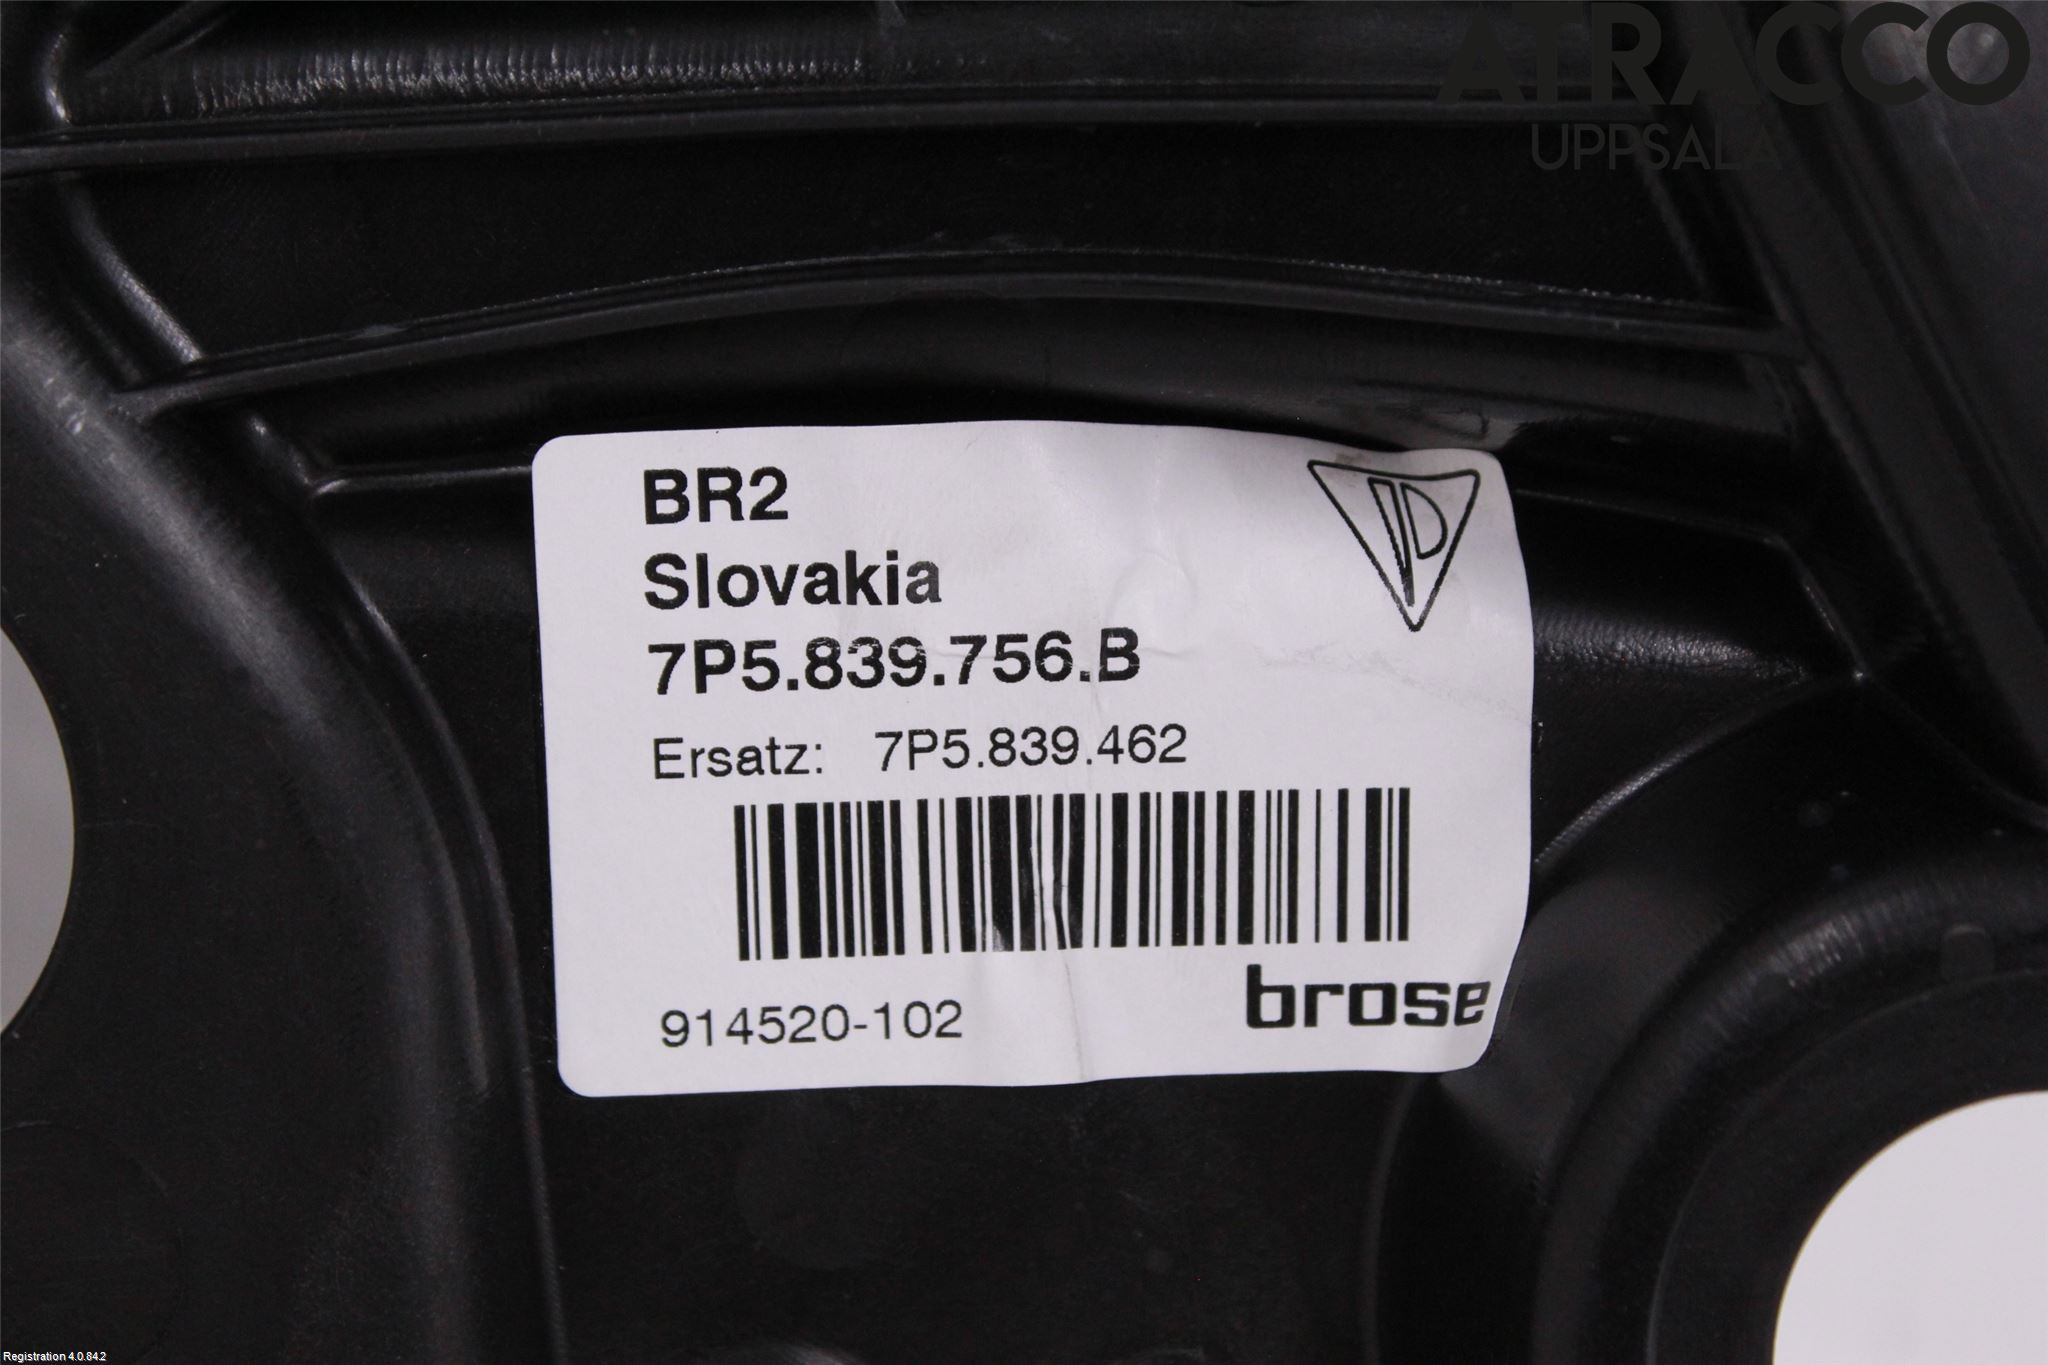 ATRACCO
UPPSALA
BR2
Slovakia
7P5.839.756.B
Ersatz: 7P5.839.462
914520-102
brose
Registration 4.0.84.2